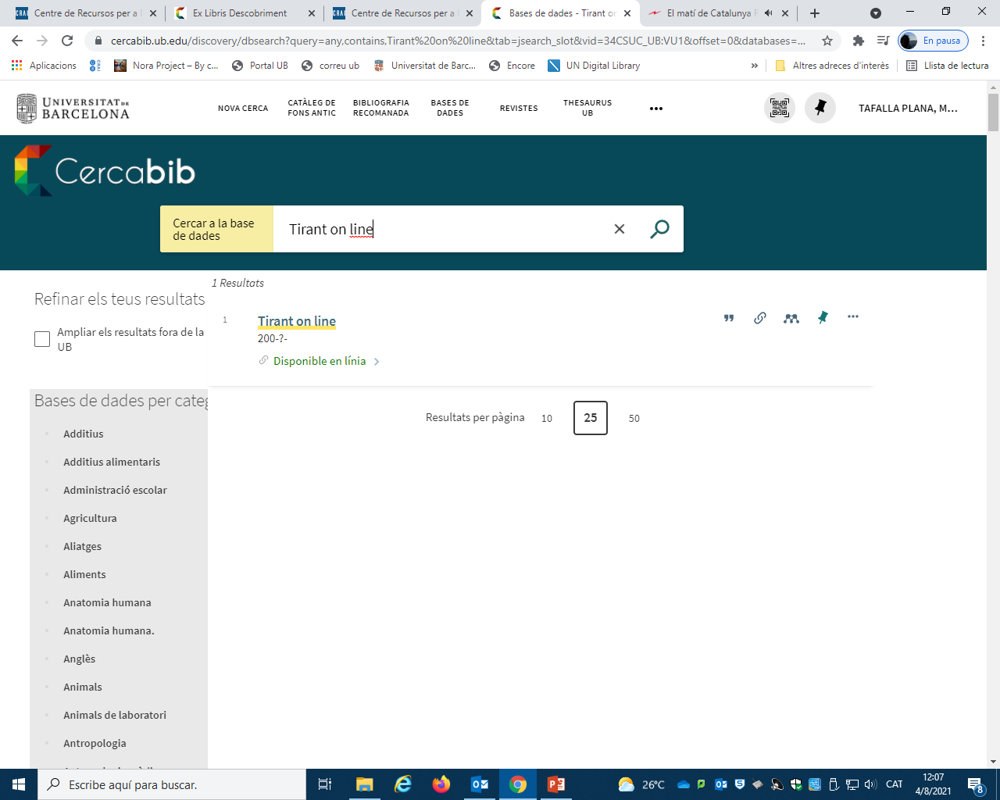 Centre de Recursos per a
Ex Libris Descobriment
Centre de Recursos per a
Bases de dades - Tirant on
El matí de Catalunya
cercabib.ub.edu/discovery/dbsearch?query=any,contains,Tirant%20on%20line&tab=jsearch_slot&vid=34CSUC_UB:VU1&offset=0&databases=...
En pausa
Aplicacions
Nora Project – By c...
Portal UB
correu ub
Universitat de Barc...
Encore
UN Digital Library
»
Altres adreces d'interès
Llista de lectura
UNIVERSITAT DE
BARCELONA
NOVA CERCA
CATÀLEG DE
FONS ANTIC
BIBLIOGRAFIA
RECOMANADA
BASES DE
DADES
REVISTES
THESAURUS
UB
TAFALLA PLANA, M...
Cercabib
Cercar a la base
de dades
Tirant on line
1 Resultats
Refinar els teus resultats
Ampliar els resultats fora de la
UB
1
Tirant on line
200-?-
Disponible en línia
Resultats per pàgina 10 25 50
Bases de dades per categ
Additius
Additius alimentaris
Administració escolar
Agricultura
Aliatges
Aliments
Anatomia humana
Anatomia humana.
Anglès
Animals
Animals de laboratori
Antropologia
Escribe aquí para buscar.
26°C
CAT
12:07
4/8/2021
8